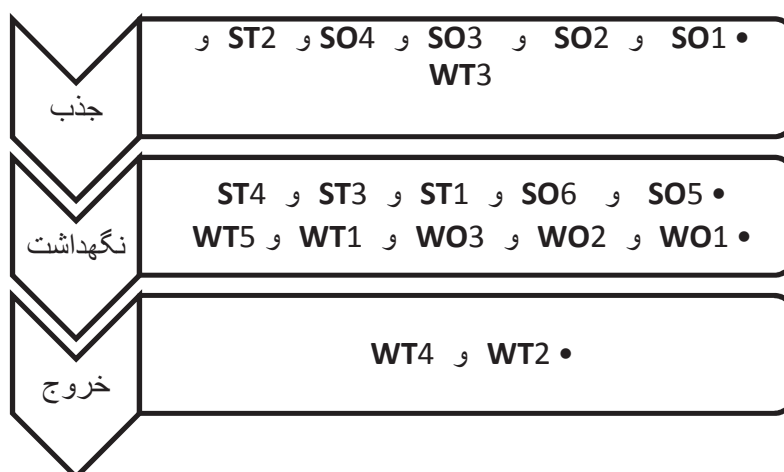 جذب
• SO1 و SO2 و SO3 و SO4 و ST2 و
WT3
نگهداشت
• SO5 و SO6 و ST1 و ST3 و ST4
• WO1 و WO2 و WO3 و WT1 و WT5
خروج
• WT2 و WT4